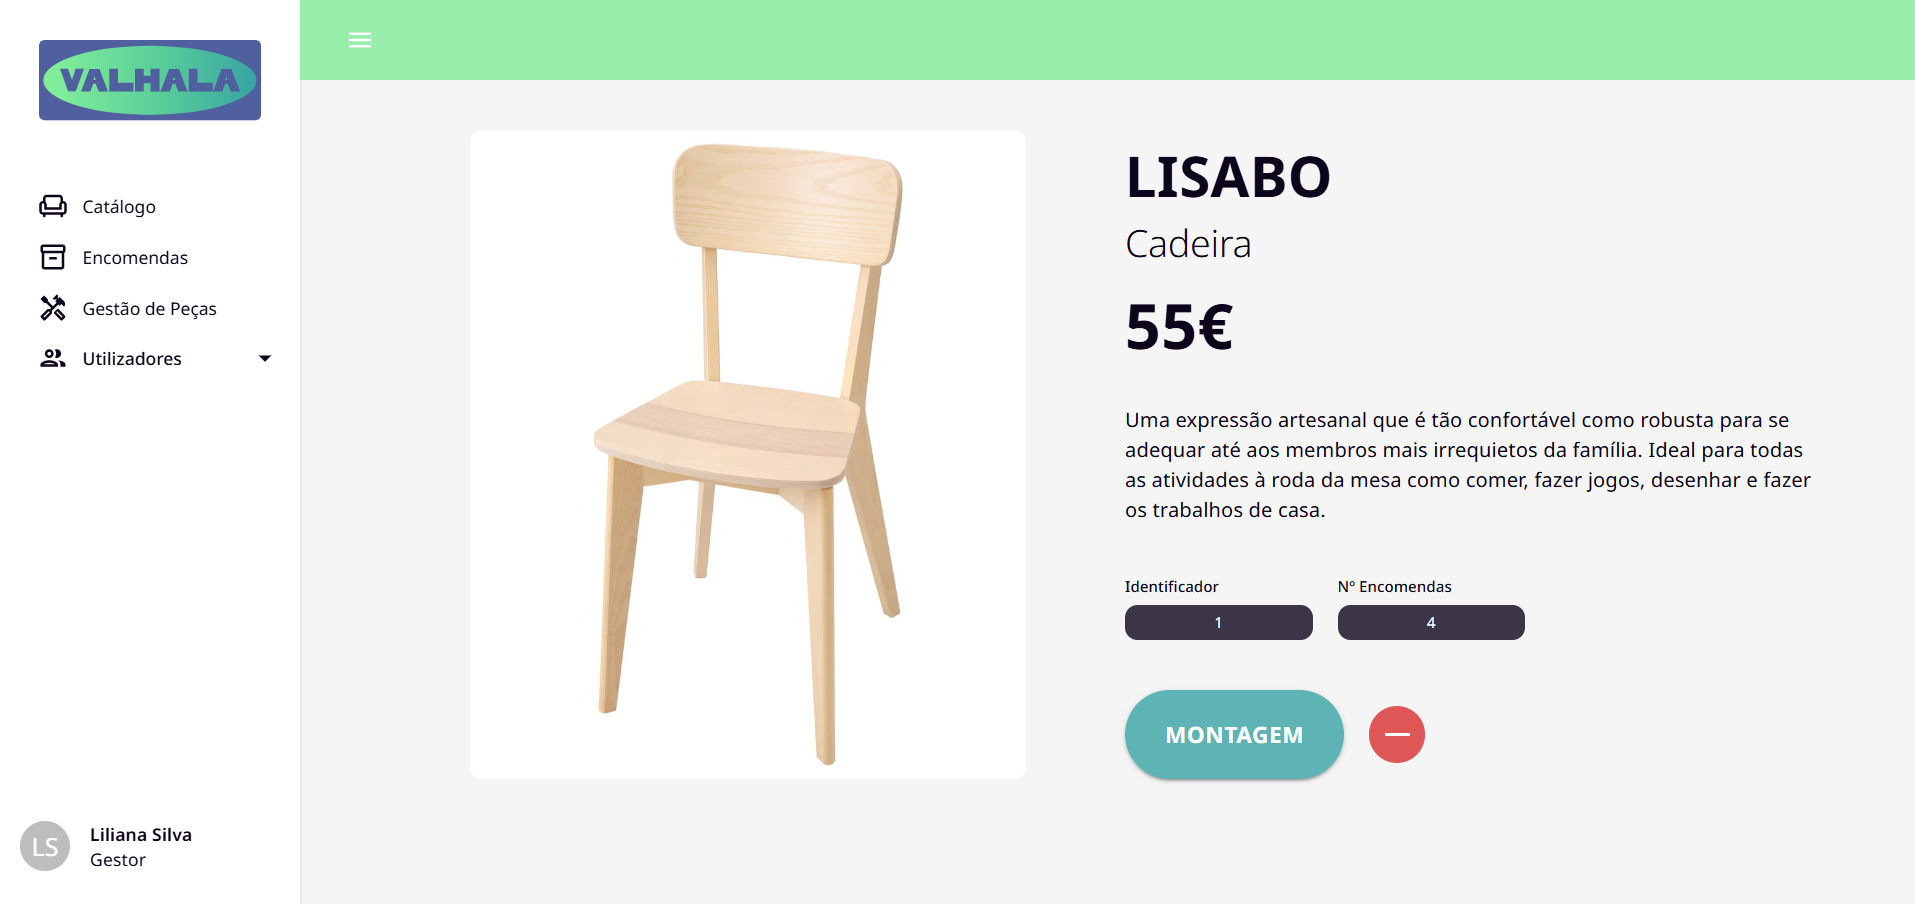 VALHALA
Catálogo
Encomendas
Gestão de Peças
Utilizadores
LS
Liliana Silva
Gestor
LISABO
Cadeira
55€
Uma expressão artesanal que é tão confortável como robusta para se
adequar até aos membros mais irrequietos da família. Ideal para todas
as atividades à roda da mesa como comer, fazer jogos, desenhar e fazer
os trabalhos de casa.
Identificador
Nº Encomendas
1
4
MONTAGEM